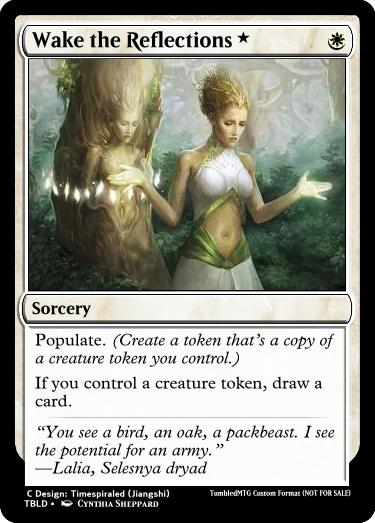 Wake the Reflections ★
Sorcery
Populate. (Create a token that's a copy of
a creature token you control.)
If you control a creature token, draw a
card.
"You see a bird, an oak, a packbeast. I see
the potential for an army."
—Lalia, Selesnya dryad
C Design: Timespiraled (Jiangshi)
TumbledMTG Custom Format (NOT FOR SALE)
TBLD • Cynthia Sheppard